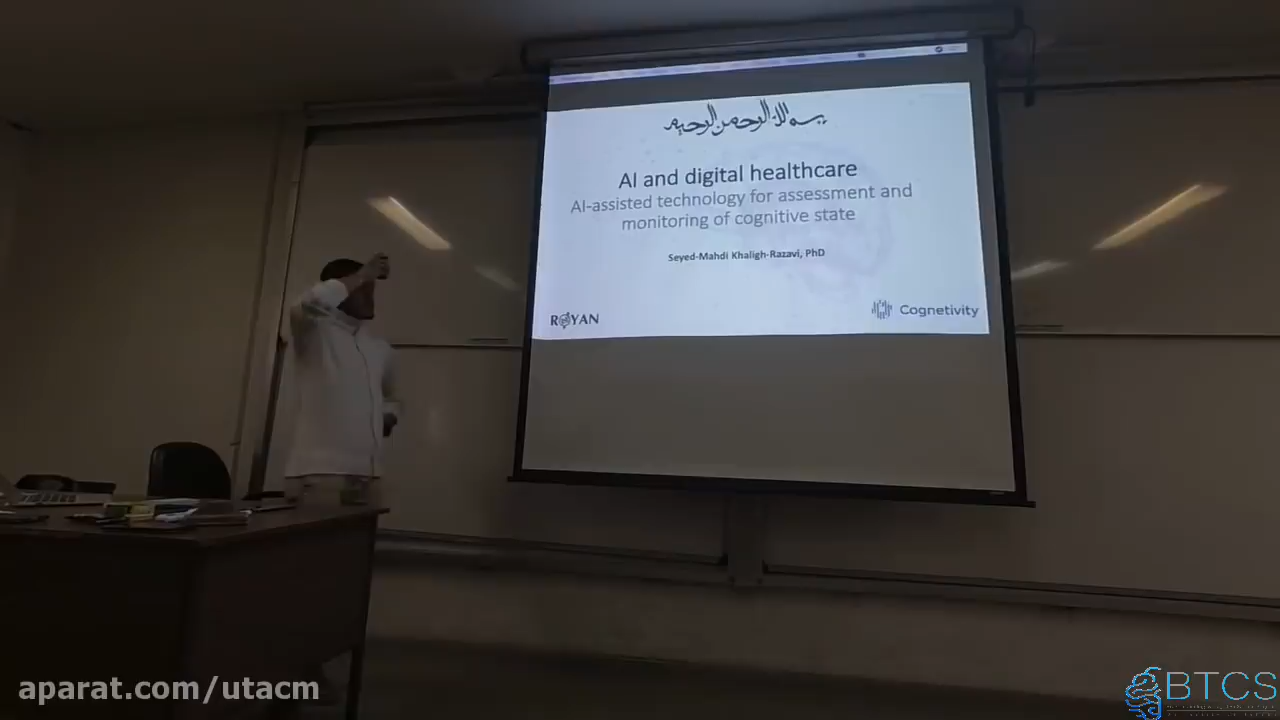 بسم الله الرحمن الرحیم
AI and digital healthcare
AI-assisted technology for assessment and
monitoring of cognitive state
Seyed-Mahdi Khaligh-Razavi, PhD
ROYAN
Cognetivity
aparat.com/utacm
BTCS